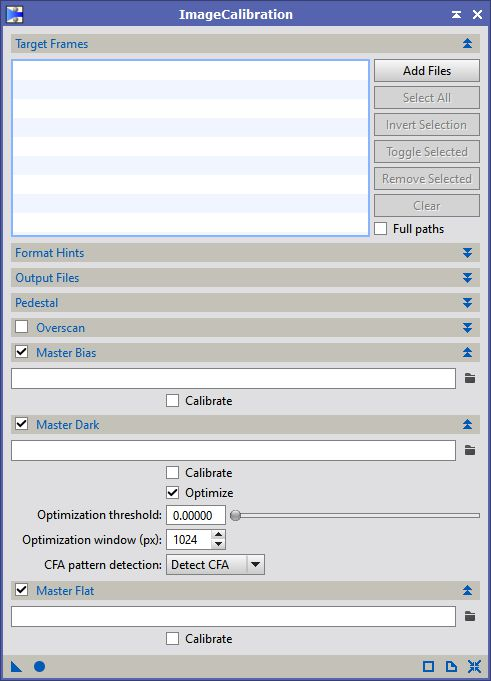 ImageCalibration
Target Frames
Add Files
Select All
Invert Selection
Toggle Selected
Remove Selected
Clear
Full paths
Format Hints
Output Files
Pedestal
Overscan
Master Bias
Calibrate
Master Dark
Calibrate
Optimize
Optimization threshold: 0.00000
Optimization window (px): 1024
CFA pattern detection: Detect CFA
Master Flat
Calibrate